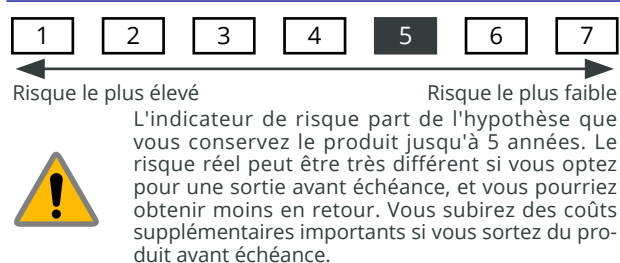 1 2 3 4 5 6 7
Risque le plus élevé Risque le plus faible
L'indicateur de risque part de l'hypothèse que
vous conservez le produit jusqu'à 5 années. Le
risque réel peut être très différent si vous optez
pour une sortie avant échéance, et vous pourriez
obtenir moins en retour. Vous subirez des coûts
supplémentaires importants si vous sortez du pro-
duit avant échéance.